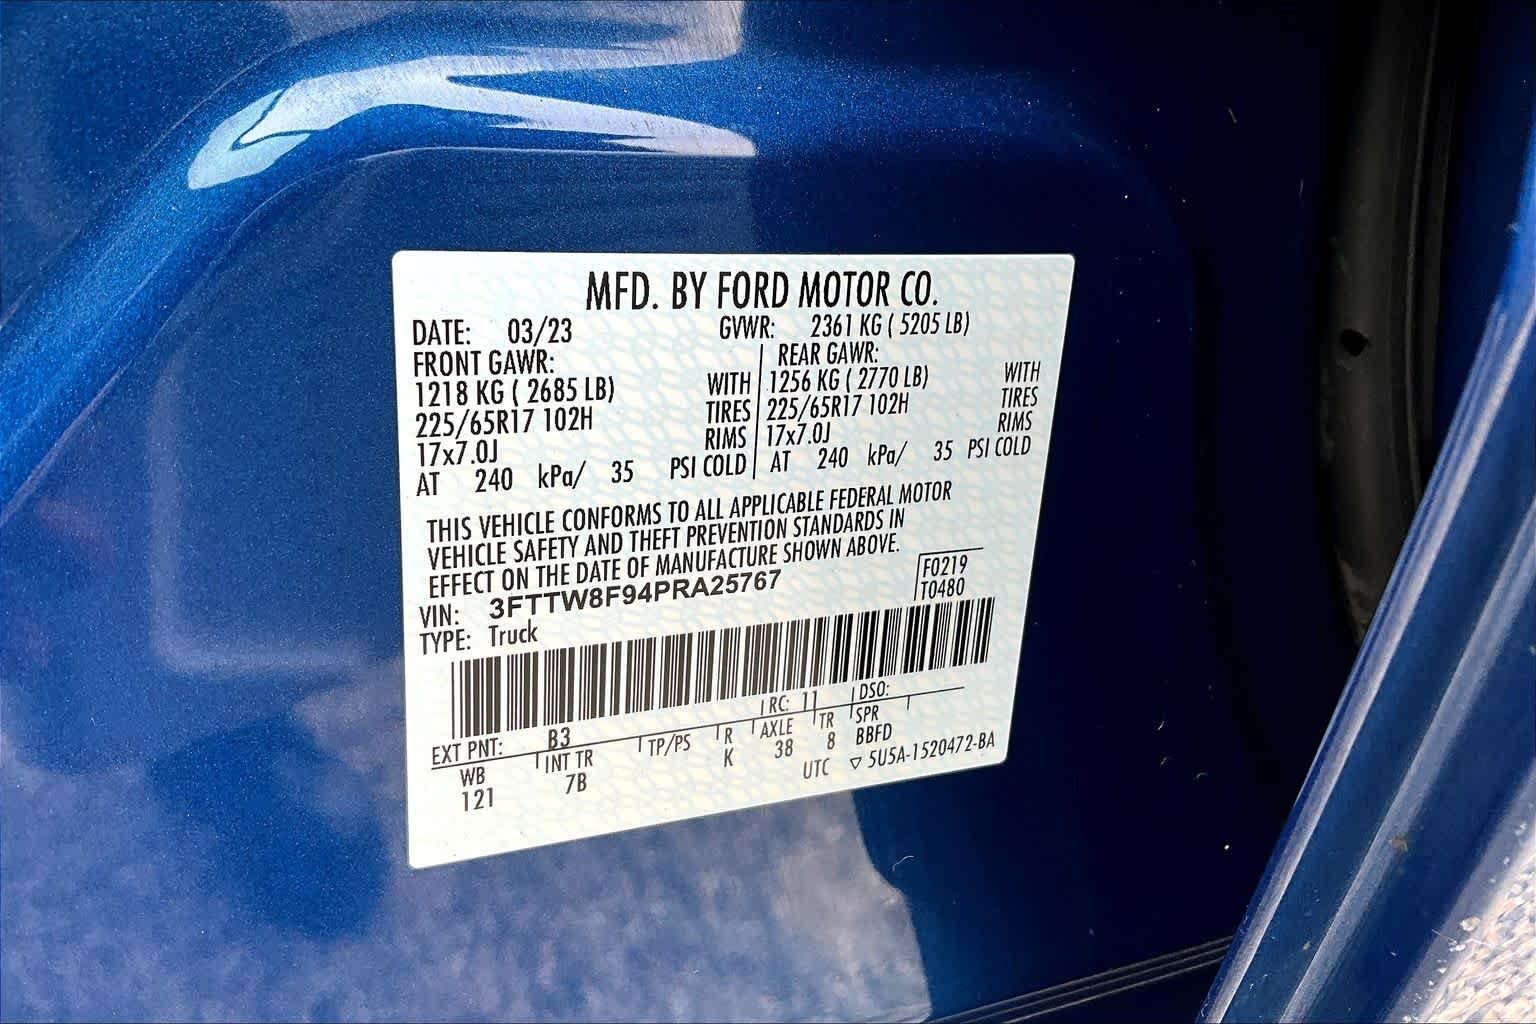 MFD. BY FORD MOTOR CO.
DATE: 03/23 GVWR: 2361 KG ( 5205 LB)
FRONT GAWR: REAR GAWR:
1218 KG ( 2685 LB) WITH 1256 KG ( 2770 LB) WITH
225/65R17 102H TIRES 225/65R17 102H TIRES
17x7.0J RIMS 17x7.0J RIMS
AT 240 kPa/ 35 PSI COLD AT 240 kPa/ 35 PSI COLD
THIS VEHICLE CONFORMS TO ALL APPLICABLE FEDERAL MOTOR
VEHICLE SAFETY AND THEFT PREVENTION STANDARDS IN
EFFECT ON THE DATE OF MANUFACTURE SHOWN ABOVE.
F0219
VIN: 3FTTW8F94PRA25767 T0480
TYPE: Truck
EXT PNT: B3 RC: 11 DSO:
WB INT TR TP/PS R AXLE TR SPR
121 7B K 38 8 BBFD
UTC ▽ 5U5A-1520472-BA